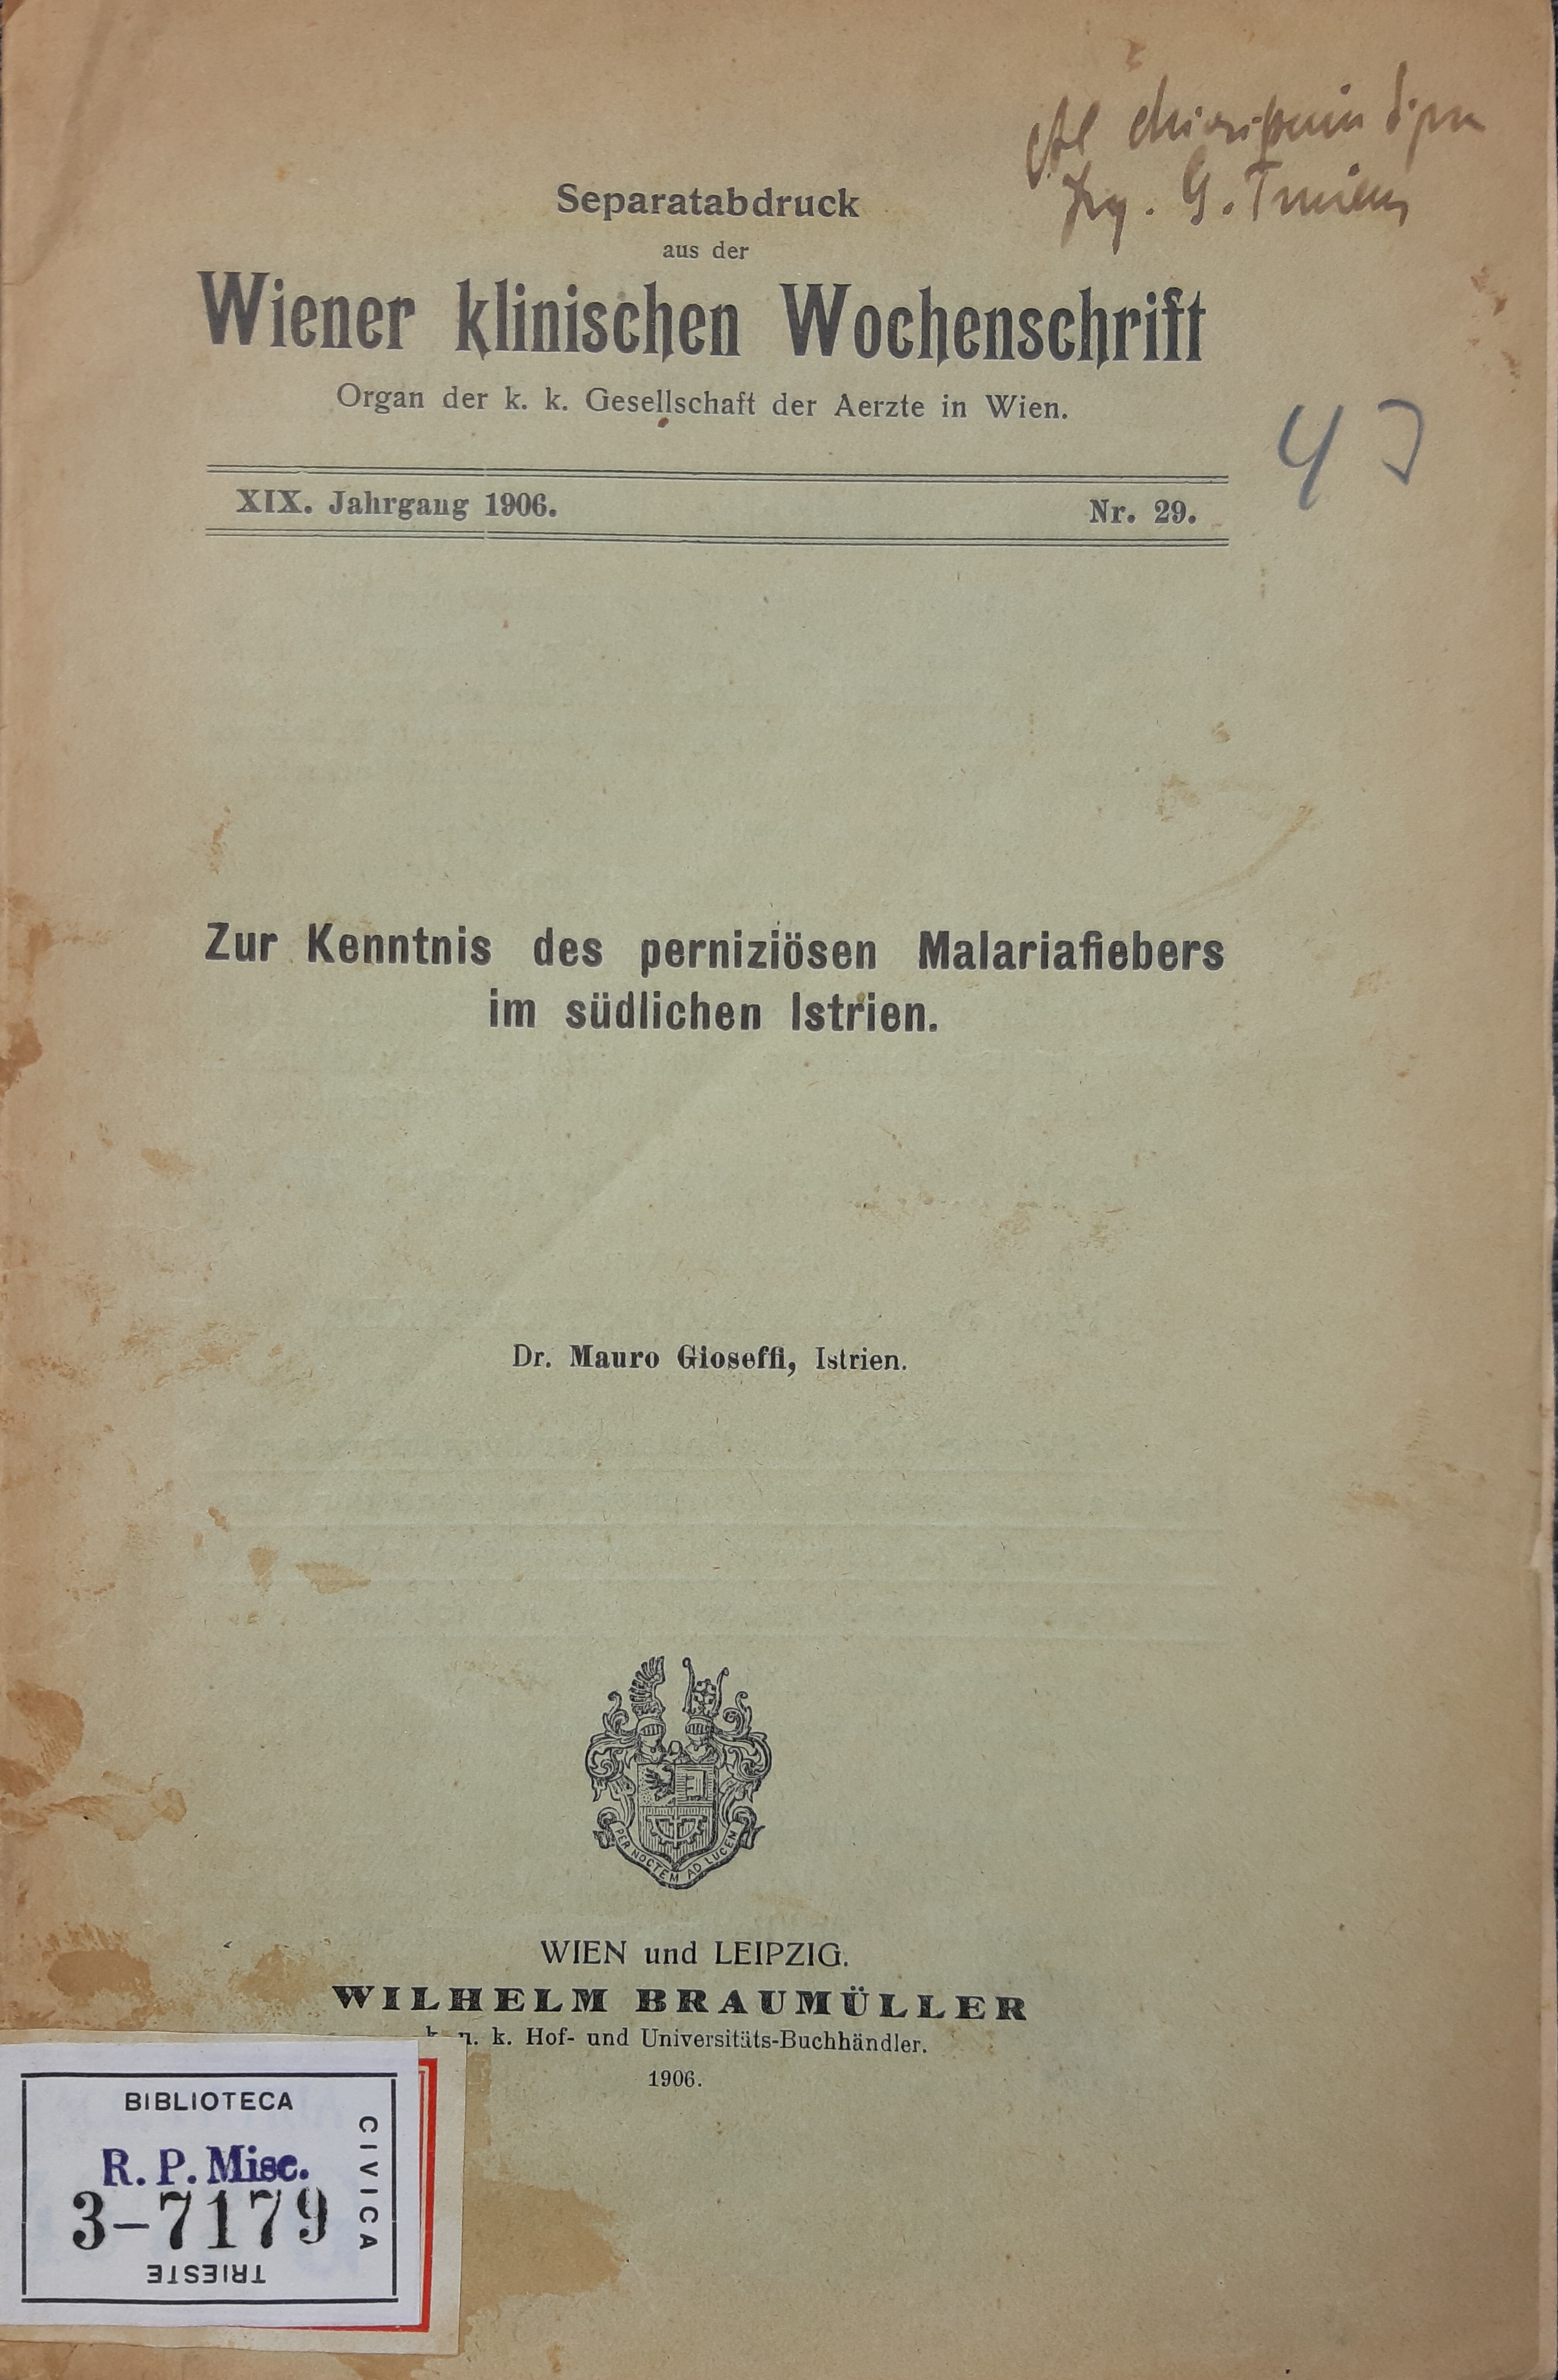 Al
G.
Separatabdruck
aus der
Wiener klinischen Wochenschrift
Organ der k. k. Gesellschaft der Aerzte in Wien.
4
XIX. Jahrgang 1906. Nr. 29.
Zur Kenntnis des perniziösen Malariafiebers
im südlichen Istrien.
Dr. Mauro Gioseffi, Istrien.
PER NOCTEM AD LUCEM
WIEN und LEIPZIG.
WILHELM BRAUMÜLLER
k. u. k. Hof- und Universitäts-Buchhändler.
1906.
BIBLIOTECA
CIVICA
R. P. Misc.
3-7179
TRIESTE